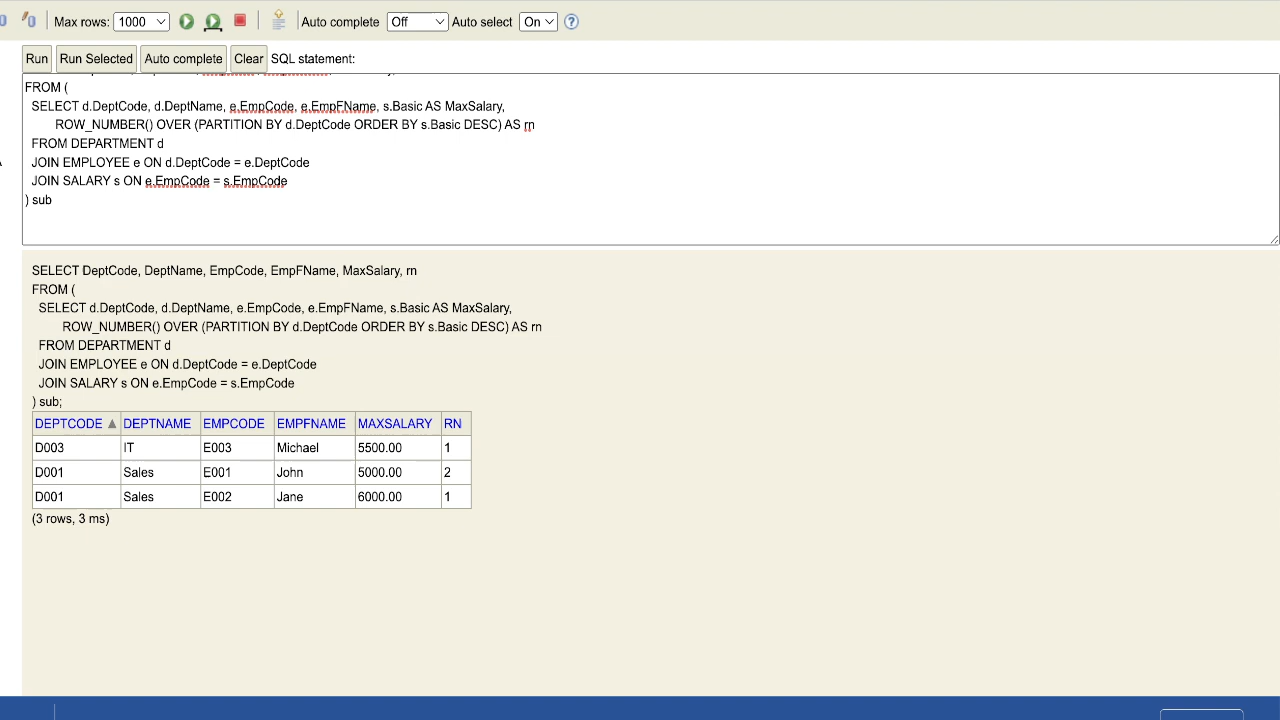 Max rows: 1000 Auto complete Off Auto select On ?
Run Run Selected Auto complete Clear SQL statement:
FROM (
SELECT d.DeptCode, d.DeptName, e.EmpCode, e.EmpFName, s.Basic AS MaxSalary,
ROW_NUMBER() OVER (PARTITION BY d.DeptCode ORDER BY s.Basic DESC) AS rn
FROM DEPARTMENT d
JOIN EMPLOYEE e ON d.DeptCode = e.DeptCode
JOIN SALARY s ON e.EmpCode = s.EmpCode
) sub
SELECT DeptCode, DeptName, EmpCode, EmpFName, MaxSalary, rn
FROM (
SELECT d.DeptCode, d.DeptName, e.EmpCode, e.EmpFName, s.Basic AS MaxSalary,
ROW_NUMBER() OVER (PARTITION BY d.DeptCode ORDER BY s.Basic DESC) AS rn
FROM DEPARTMENT d
JOIN EMPLOYEE e ON d.DeptCode = e.DeptCode
JOIN SALARY s ON e.EmpCode = s.EmpCode
) sub;
DEPTCODE ▲ DEPTNAME EMPCODE EMPFNAME MAXSALARY RN
D003 IT E003 Michael 5500.00 1
D001 Sales E001 John 5000.00 2
D001 Sales E002 Jane 6000.00 1
(3 rows, 3 ms)